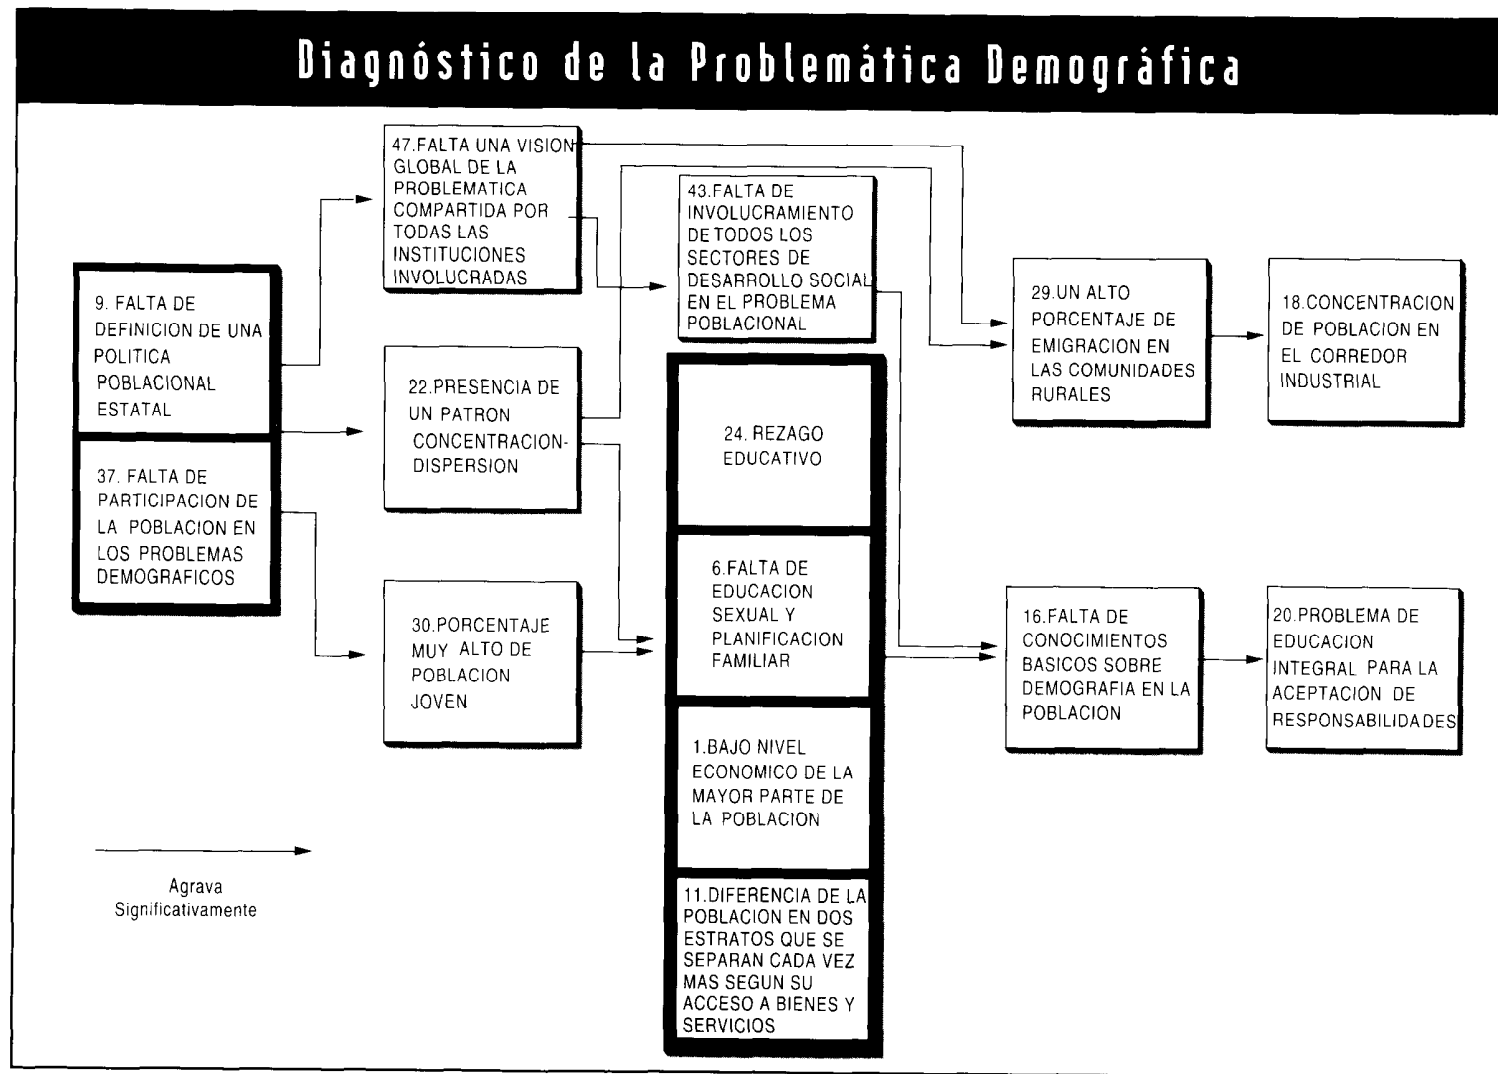 Diagnóstico de la Problemática Demográfica
9. FALTA DE
DEFINICION DE UNA
POLITICA
POBLACIONAL
ESTATAL
37. FALTA DE
PARTICIPACION DE
LA POBLACION EN
LOS PROBLEMAS
DEMOGRAFICOS
47.FALTA UNA VISION
GLOBAL DE LA
PROBLEMATICA
COMPARTIDA POR
TODAS LAS
INSTITUCIONES
INVOLUCRADAS
22.PRESENCIA DE
UN PATRON
CONCENTRACION-
DISPERSION
30.PORCENTAJE
MUY ALTO DE
POBLACION
JOVEN
43.FALTA DE
INVOLUCRAMIENTO
DE TODOS LOS
SECTORES DE
DESARROLLO SOCIAL
EN EL PROBLEMA
POBLACIONAL
24. REZAGO
EDUCATIVO
6.FALTA DE
EDUCACION
SEXUAL Y
PLANIFICACION
FAMILIAR
1.BAJO NIVEL
ECONOMICO DE LA
MAYOR PARTE DE
LA POBLACION
11.DIFERENCIA DE LA
POBLACION EN DOS
ESTRATOS QUE SE
SEPARAN CADA VEZ
MAS SEGUN SU
ACCESO A BIENES Y
SERVICIOS
29.UN ALTO
PORCENTAJE DE
EMIGRACION EN
LAS COMUNIDADES
RURALES
18.CONCENTRACION
DE POBLACION EN
EL CORREDOR
INDUSTRIAL
16.FALTA DE
CONOCIMIENTOS
BASICOS SOBRE
DEMOGRAFIA EN LA
POBLACION
20.PROBLEMA DE
EDUCACION
INTEGRAL PARA LA
ACEPTACION DE
RESPONSABILIDADES
Agrava
Significativamente